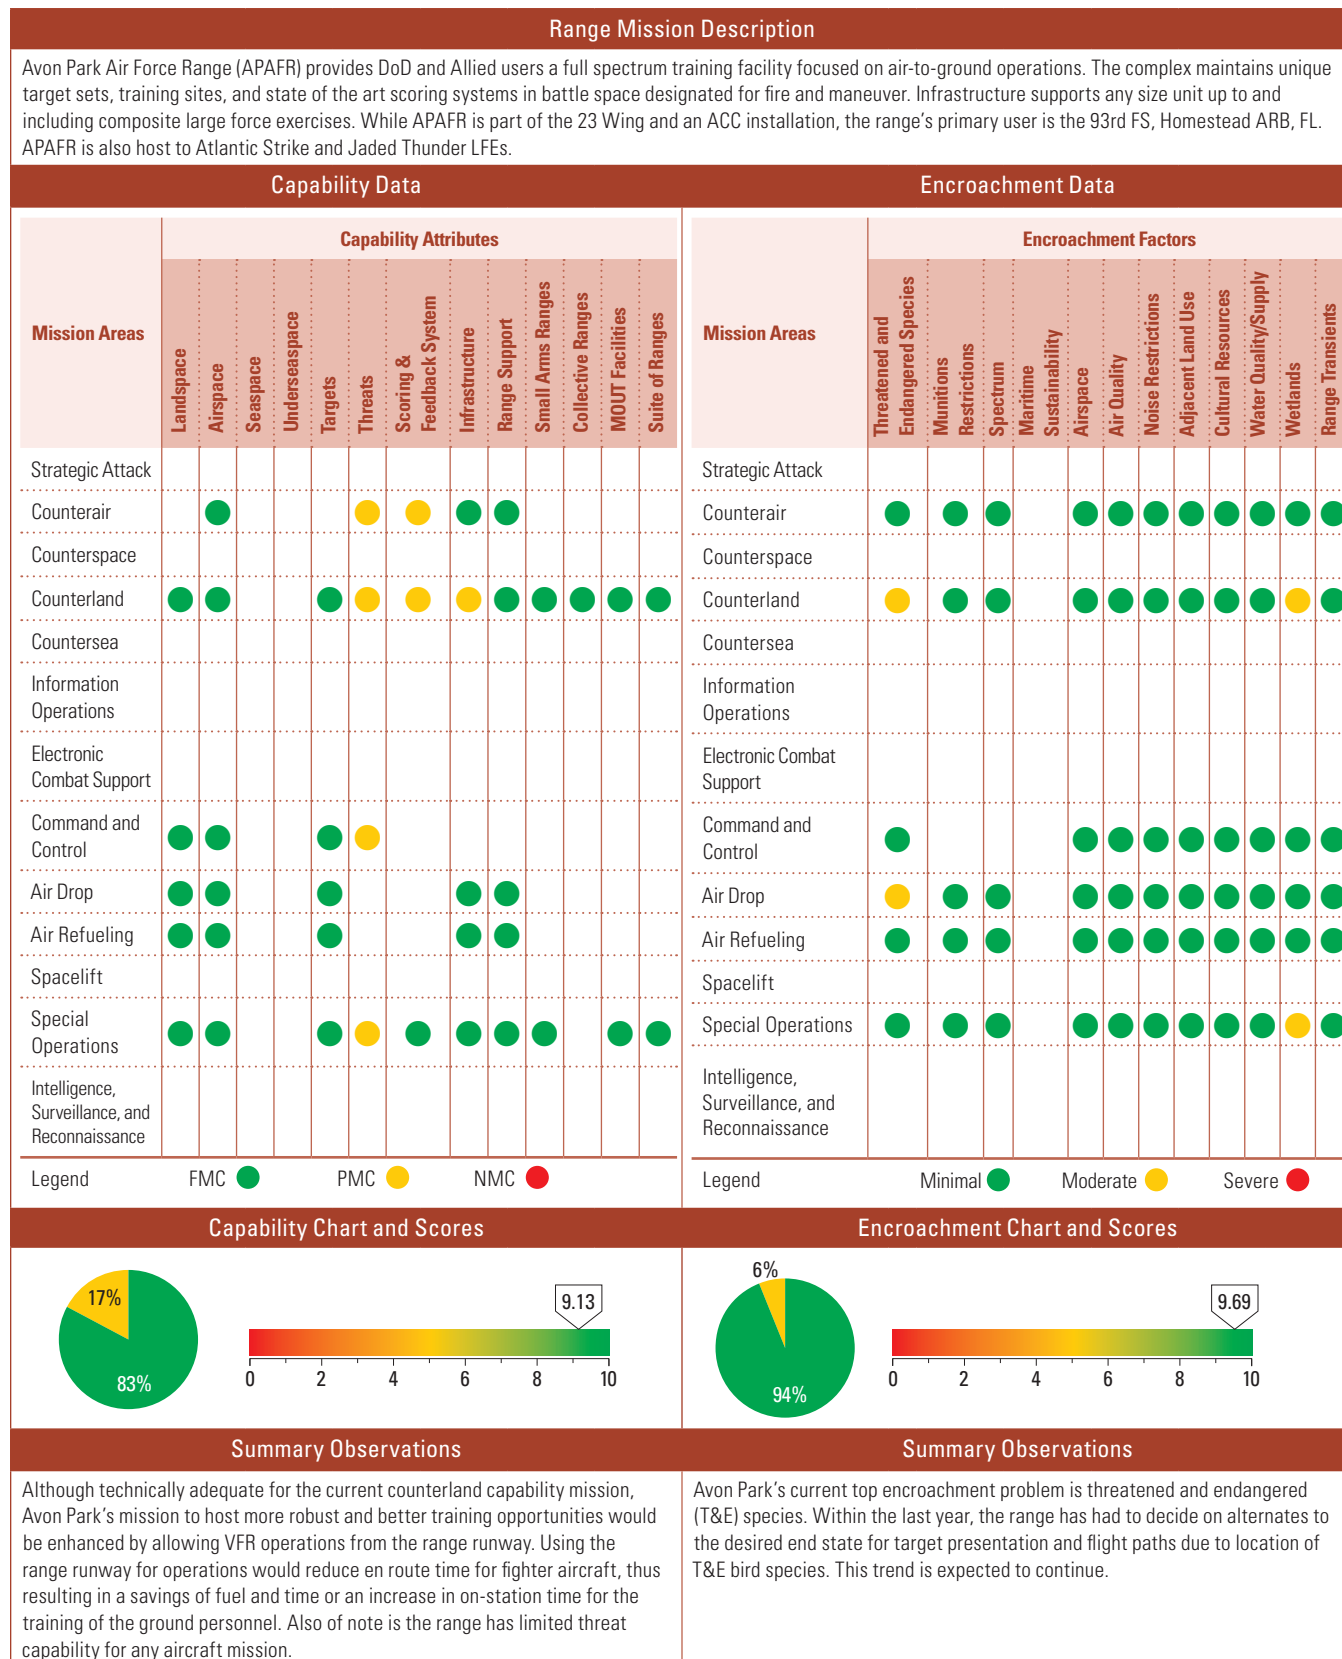 Range Mission Description
Avon Park Air Force Range (APAFR) provides DoD and Allied users a full spectrum training facility focused on air-to-ground operations. The complex maintains unique
target sets, training sites, and state of the art scoring systems in battle space designated for fire and maneuver. Infrastructure supports any size unit up to and
including composite large force exercises. While APAFR is part of the 23 Wing and an ACC installation, the range's primary user is the 93rd FS, Homestead ARB, FL.
APAFR is also host to Atlantic Strike and Jaded Thunder LFEs.
Capability Data
Mission Areas
Capability Attributes
Landspace
Airspace
Seaspace
Underseaspace
Targets
Threats
Scoring &
Feedback System
Infrastructure
Range Support
Small Arms Ranges
Collective Ranges
MOUT Facilities
Suite of Ranges
Strategic Attack
Counterair
Counterspace
Counterland
Countersea
Information
Operations
Electronic
Combat Support
Command and
Control
Air Drop
Air Refueling
Spacelift
Special
Operations
Intelligence,
Surveillance, and
Reconnaissance
Legend FMC PMC NMC
Encroachment Data
Mission Areas
Encroachment Factors
Threatened and
Endangered Species
Munitions
Restrictions
Spectrum
Maritime
Sustainability
Airspace
Air Quality
Noise Restrictions
Adjacent Land Use
Cultural Resources
Water Quality/Supply
Wetlands
Range Transients
Strategic Attack
Counterair
Counterspace
Counterland
Countersea
Information
Operations
Electronic Combat
Support
Command and
Control
Air Drop
Air Refueling
Spacelift
Special Operations
Intelligence,
Surveillance, and
Reconnaissance
Legend Minimal Moderate Severe
Capability Chart and Scores
17%
83%
9.13
0 2 4 6 8 10
Encroachment Chart and Scores
6%
94%
9.69
0 2 4 6 8 10
Summary Observations
Although technically adequate for the current counterland capability mission,
Avon Park's mission to host more robust and better training opportunities would
be enhanced by allowing VFR operations from the range runway. Using the
range runway for operations would reduce en route time for fighter aircraft, thus
resulting in a savings of fuel and time or an increase in on-station time for the
training of the ground personnel. Also of note is the range has limited threat
capability for any aircraft mission.
Summary Observations
Avon Park's current top encroachment problem is threatened and endangered
(T&E) species. Within the last year, the range has had to decide on alternates to
the desired end state for target presentation and flight paths due to location of
T&E bird species. This trend is expected to continue.